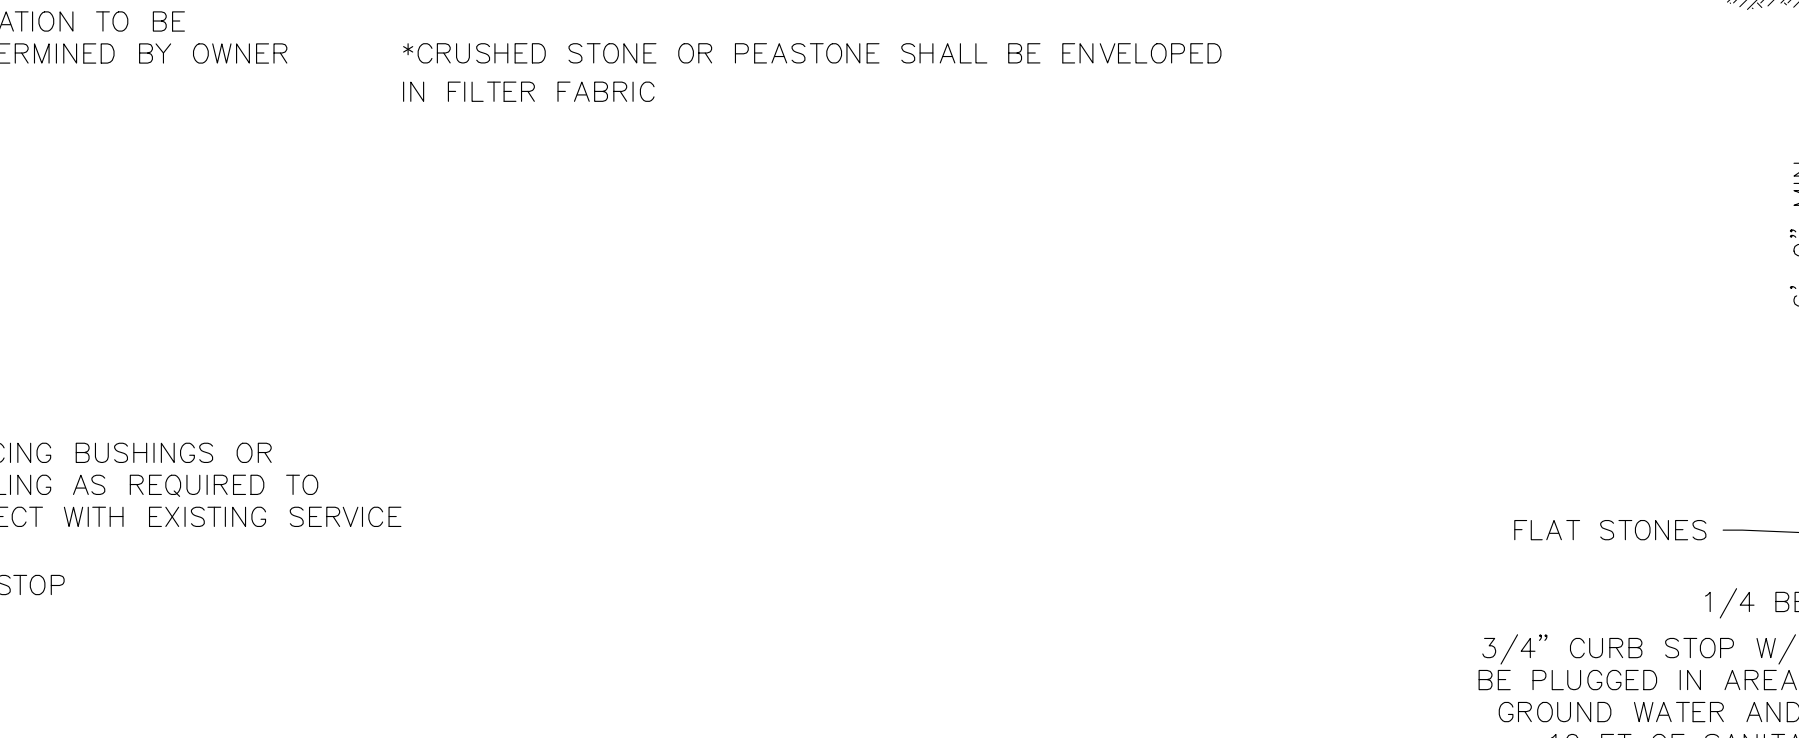 ATION TO BE
ERMINED BY OWNER
*CRUSHED STONE OR PEASTONE SHALL BE ENVELOPED
IN FILTER FABRIC
CING BUSHINGS OR
LING AS REQUIRED TO
ECT WITH EXISTING SERVICE
STOP
FLAT STONES
1/4 BE
3/4” CURB STOP W/
BE PLUGGED IN AREA
GROUND WATER AND